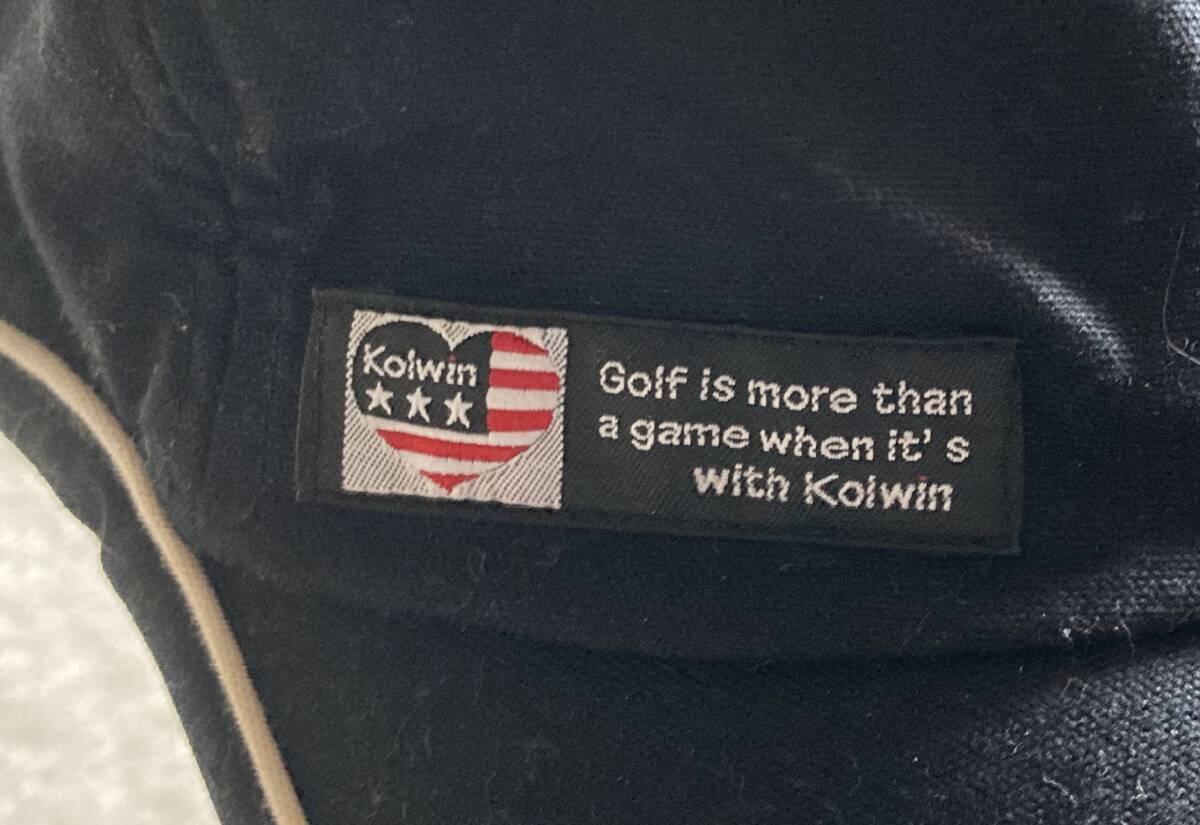 Kolwin
Golf is more than
a game when it's
with Kolwin